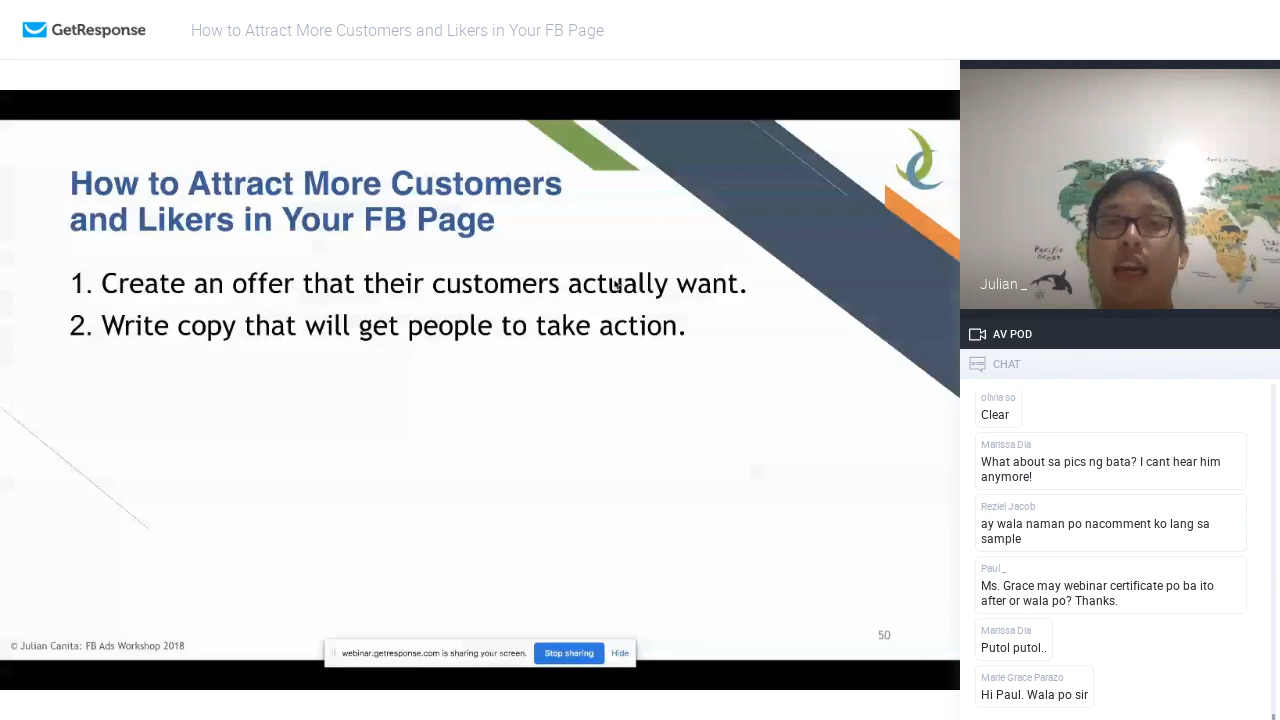 GetResponse
How to Attract More Customers and Likers in Your FB Page
How to Attract More Customers
and Likers in Your FB Page
1. Create an offer that their customers actually want.
2. Write copy that will get people to take action.
© Julian Canita: FB Ads Workshop 2018
50
webinar.getresponse.com is sharing your screen.
Stop sharing
Hide
Pacific
ocean
Julian _
AV POD
CHAT
olivia so
Clear
Marissa Dia
What about sa pics ng bata? I cant hear him
anymore!
Reziel Jacob
ay wala naman po nacomment ko lang sa
sample
Paul _
Ms. Grace may webinar certificate po ba ito
after or wala po? Thanks.
Marissa Dia
Putol putol..
Marie Grace Parazo
Hi Paul. Wala po sir